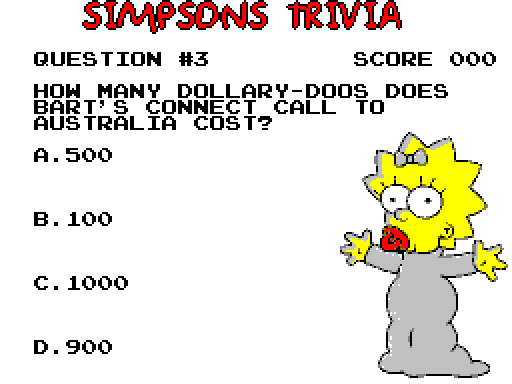 SIMPSONS TRIVIA
QUESTION #3 SCORE 000
HOW MANY DOLLARY-DOOS DOES
BART'S CONNECT CALL TO
AUSTRALIA COST?
A.500
B.100
C.1000
D.900